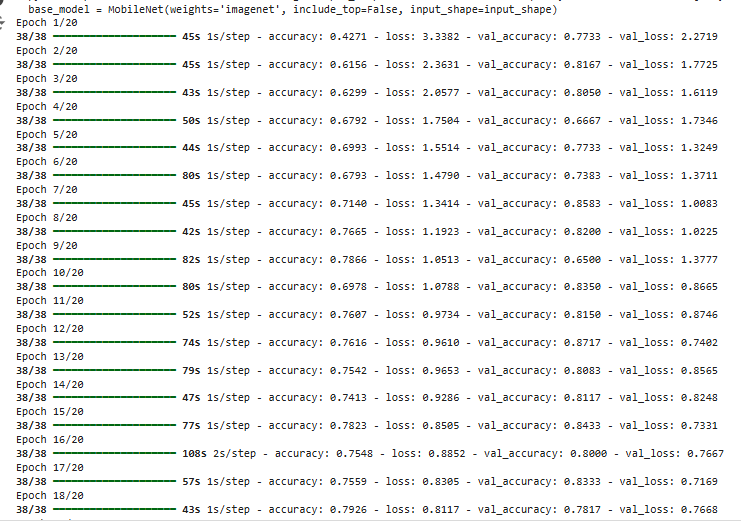 base_model = MobileNet(weights='imagenet', include_top=False, input_shape=input_shape)
Epoch 1/20
38/38 45s 1s/step - accuracy: 0.4271 - loss: 3.3382 - val_accuracy: 0.7733 - val_loss: 2.2719
Epoch 2/20
38/38 45s 1s/step - accuracy: 0.6156 - loss: 2.3631 - val_accuracy: 0.8167 - val_loss: 1.7725
Epoch 3/20
38/38 43s 1s/step - accuracy: 0.6299 - loss: 2.0577 - val_accuracy: 0.8050 - val_loss: 1.6119
Epoch 4/20
38/38 50s 1s/step - accuracy: 0.6792 - loss: 1.7504 - val_accuracy: 0.6667 - val_loss: 1.7346
Epoch 5/20
38/38 44s 1s/step - accuracy: 0.6993 - loss: 1.5514 - val_accuracy: 0.7733 - val_loss: 1.3249
Epoch 6/20
38/38 80s 1s/step - accuracy: 0.6793 - loss: 1.4790 - val_accuracy: 0.7383 - val_loss: 1.3711
Epoch 7/20
38/38 45s 1s/step - accuracy: 0.7140 - loss: 1.3414 - val_accuracy: 0.8583 - val_loss: 1.0083
Epoch 8/20
38/38 42s 1s/step - accuracy: 0.7665 - loss: 1.1923 - val_accuracy: 0.8200 - val_loss: 1.0225
Epoch 9/20
38/38 82s 1s/step - accuracy: 0.7866 - loss: 1.0513 - val_accuracy: 0.6500 - val_loss: 1.3777
Epoch 10/20
38/38 80s 1s/step - accuracy: 0.6978 - loss: 1.0788 - val_accuracy: 0.8350 - val_loss: 0.8665
Epoch 11/20
38/38 52s 1s/step - accuracy: 0.7607 - loss: 0.9734 - val_accuracy: 0.8150 - val_loss: 0.8746
Epoch 12/20
38/38 74s 1s/step - accuracy: 0.7616 - loss: 0.9610 - val_accuracy: 0.8717 - val_loss: 0.7402
Epoch 13/20
38/38 79s 1s/step - accuracy: 0.7542 - loss: 0.9653 - val_accuracy: 0.8083 - val_loss: 0.8565
Epoch 14/20
38/38 47s 1s/step - accuracy: 0.7413 - loss: 0.9286 - val_accuracy: 0.8117 - val_loss: 0.8248
Epoch 15/20
38/38 77s 1s/step - accuracy: 0.7823 - loss: 0.8505 - val_accuracy: 0.8433 - val_loss: 0.7331
Epoch 16/20
38/38 108s 2s/step - accuracy: 0.7548 - loss: 0.8852 - val_accuracy: 0.8000 - val_loss: 0.7667
Epoch 17/20
38/38 57s 1s/step - accuracy: 0.7559 - loss: 0.8305 - val_accuracy: 0.8333 - val_loss: 0.7169
Epoch 18/20
38/38 43s 1s/step - accuracy: 0.7926 - loss: 0.8117 - val_accuracy: 0.7817 - val_loss: 0.7668